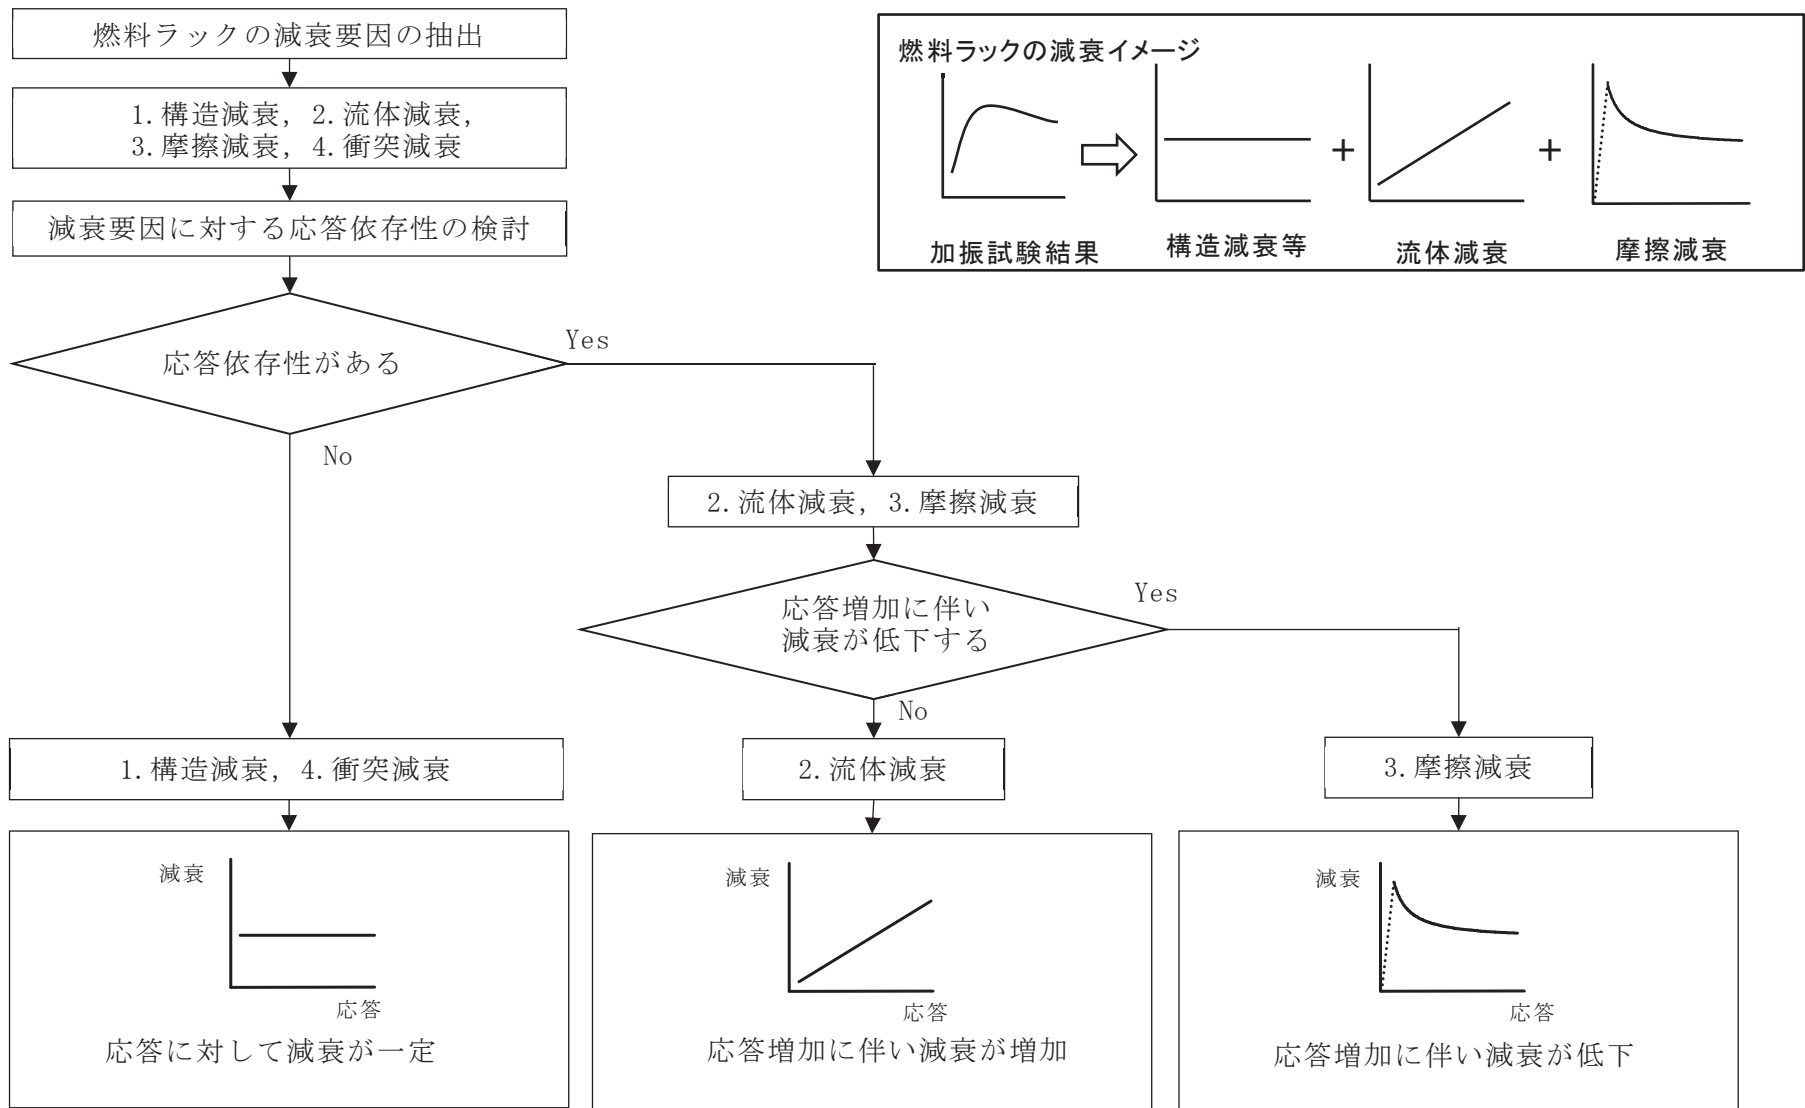 燃料ラックの減衰要因の抽出
1.構造減衰, 2.流体減衰,
3.摩擦減衰, 4.衝突減衰
減衰要因に対する応答依存性の検討
応答依存性がある
Yes
No
燃料ラックの減衰イメージ
加振試験結果
+
構造減衰等
+
流体減衰
摩擦減衰
2.流体減衰, 3.摩擦減衰
応答増加に伴い
減衰が低下する
Yes
No
1.構造減衰, 4.衝突減衰
2.流体減衰
3.摩擦減衰
減衰
応答
応答に対して減衰が一定
減衰
応答
応答増加に伴い減衰が増加
減衰
応答
応答増加に伴い減衰が低下